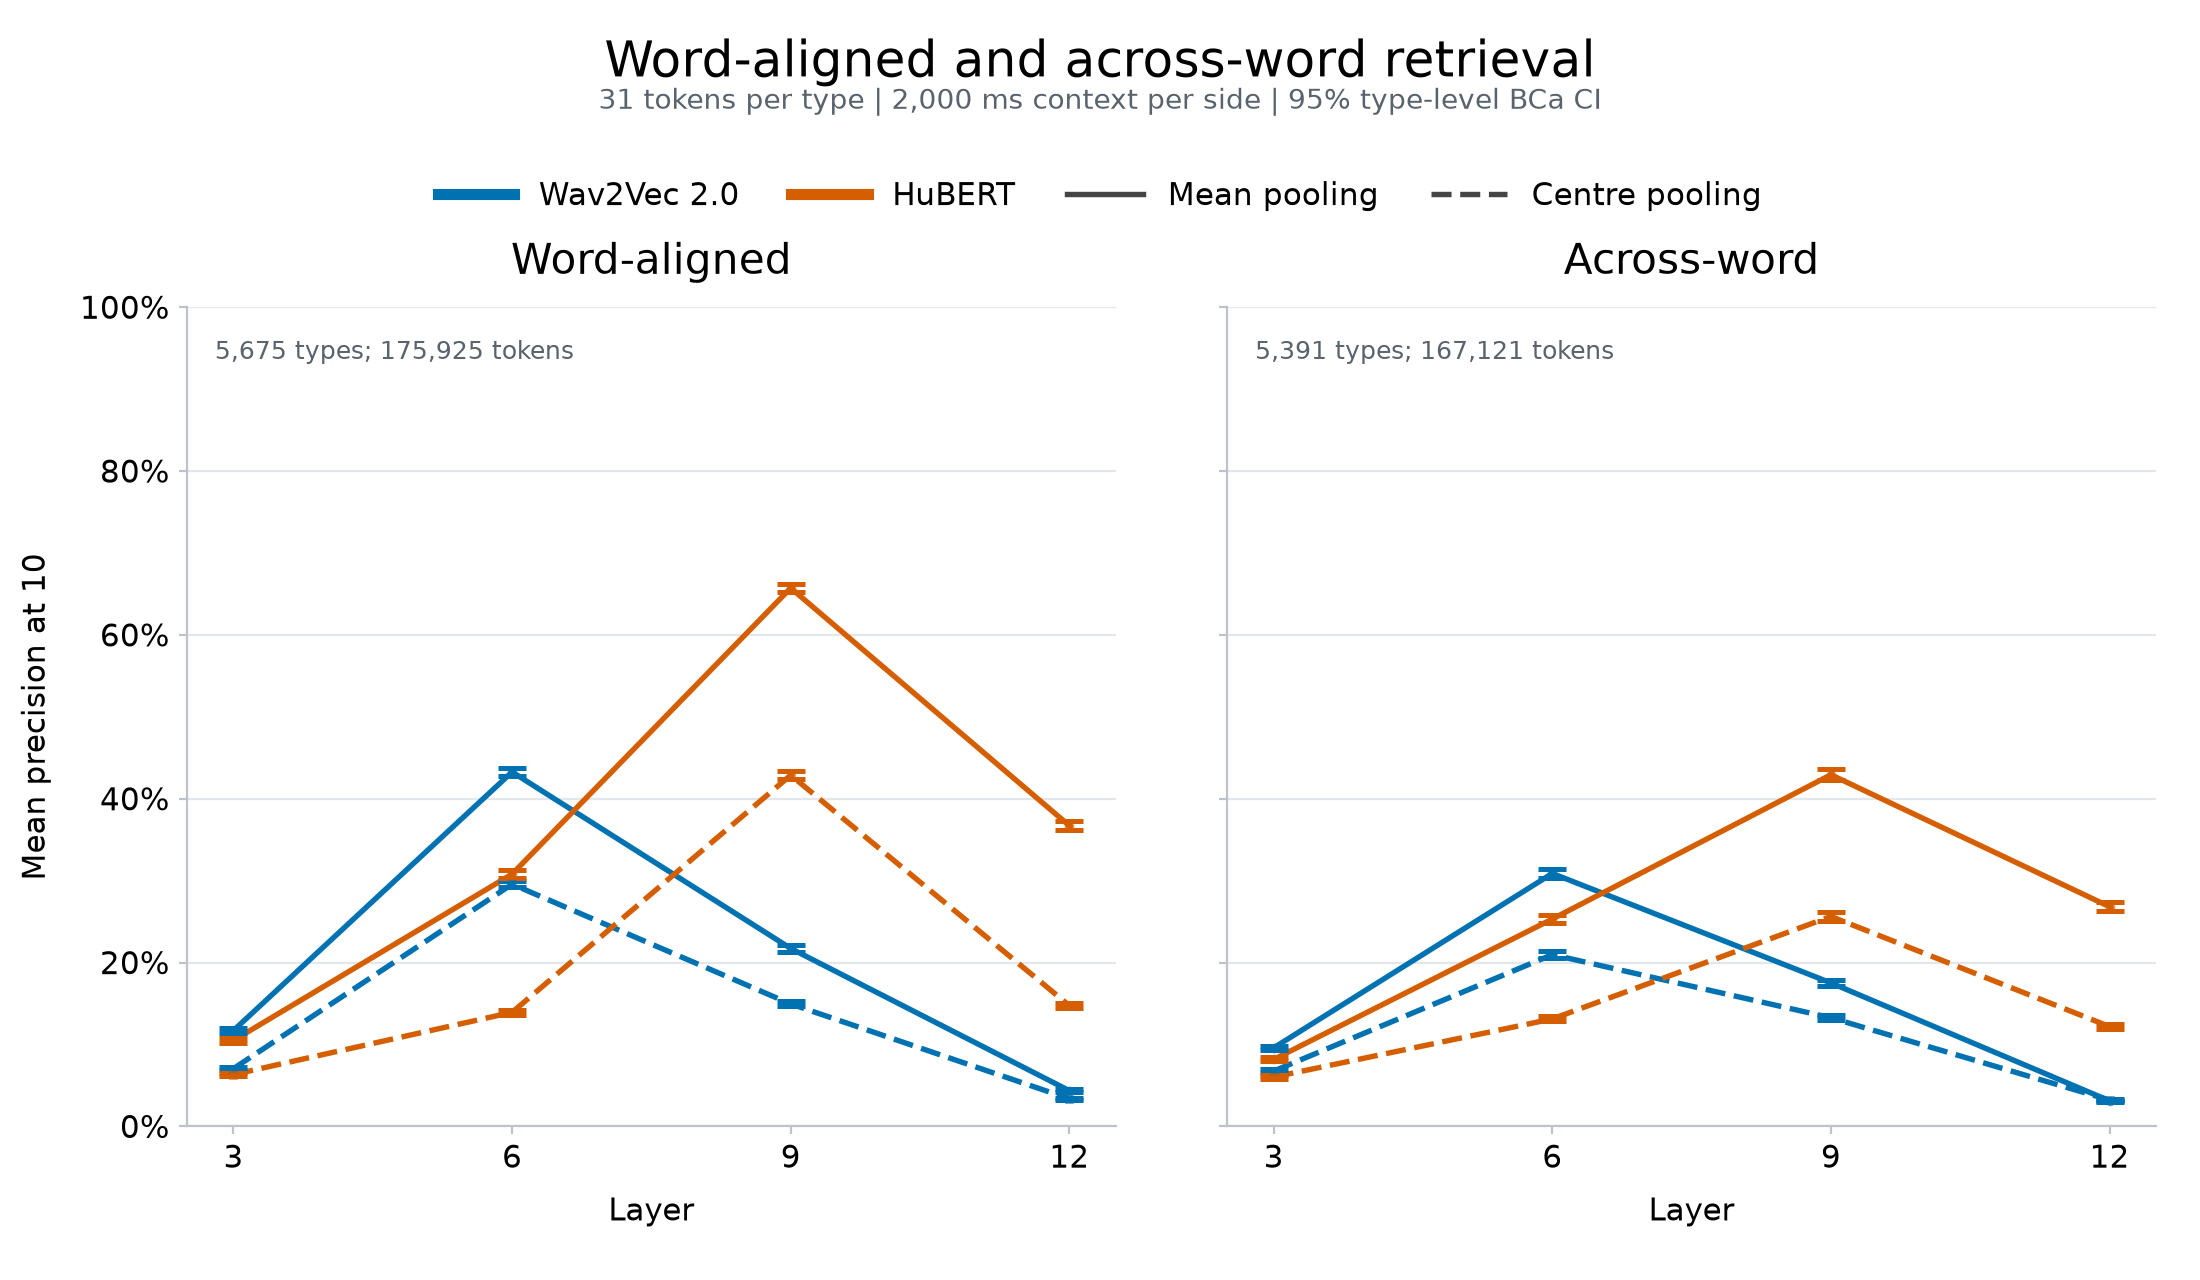 Word-aligned and across-word retrieval
31 tokens per type | 2,000 ms context per side | 95% type-level BCa CI
Wav2Vec 2.0 HuBERT Mean pooling Centre pooling
Word-aligned
Across-word
100%
80%
60%
40%
20%
0%
5,675 types; 175,925 tokens
5,391 types; 167,121 tokens
Mean precision at 10
3 6 9 12
3 6 9 12
Layer
Layer